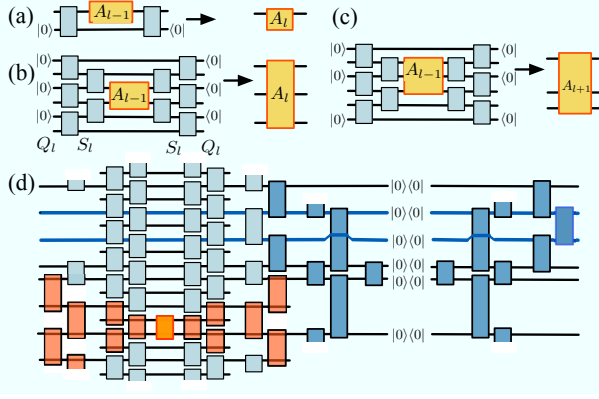 (a) A_{l-1} A_l
|0⟩ ⟨0|
(c)
|0⟩ A_{l-1} ⟨0| A_{l+1}
|0⟩ ⟨0|
(b)
|0⟩ ⟨0|
|0⟩ A_{l-1} ⟨0| A_l
|0⟩ ⟨0|
Q_l S_l S_l Q_l
(d)
|0⟩⟨0|
|0⟩⟨0|
|0⟩⟨0|
|0⟩⟨0|
|0⟩⟨0|
|0⟩⟨0|